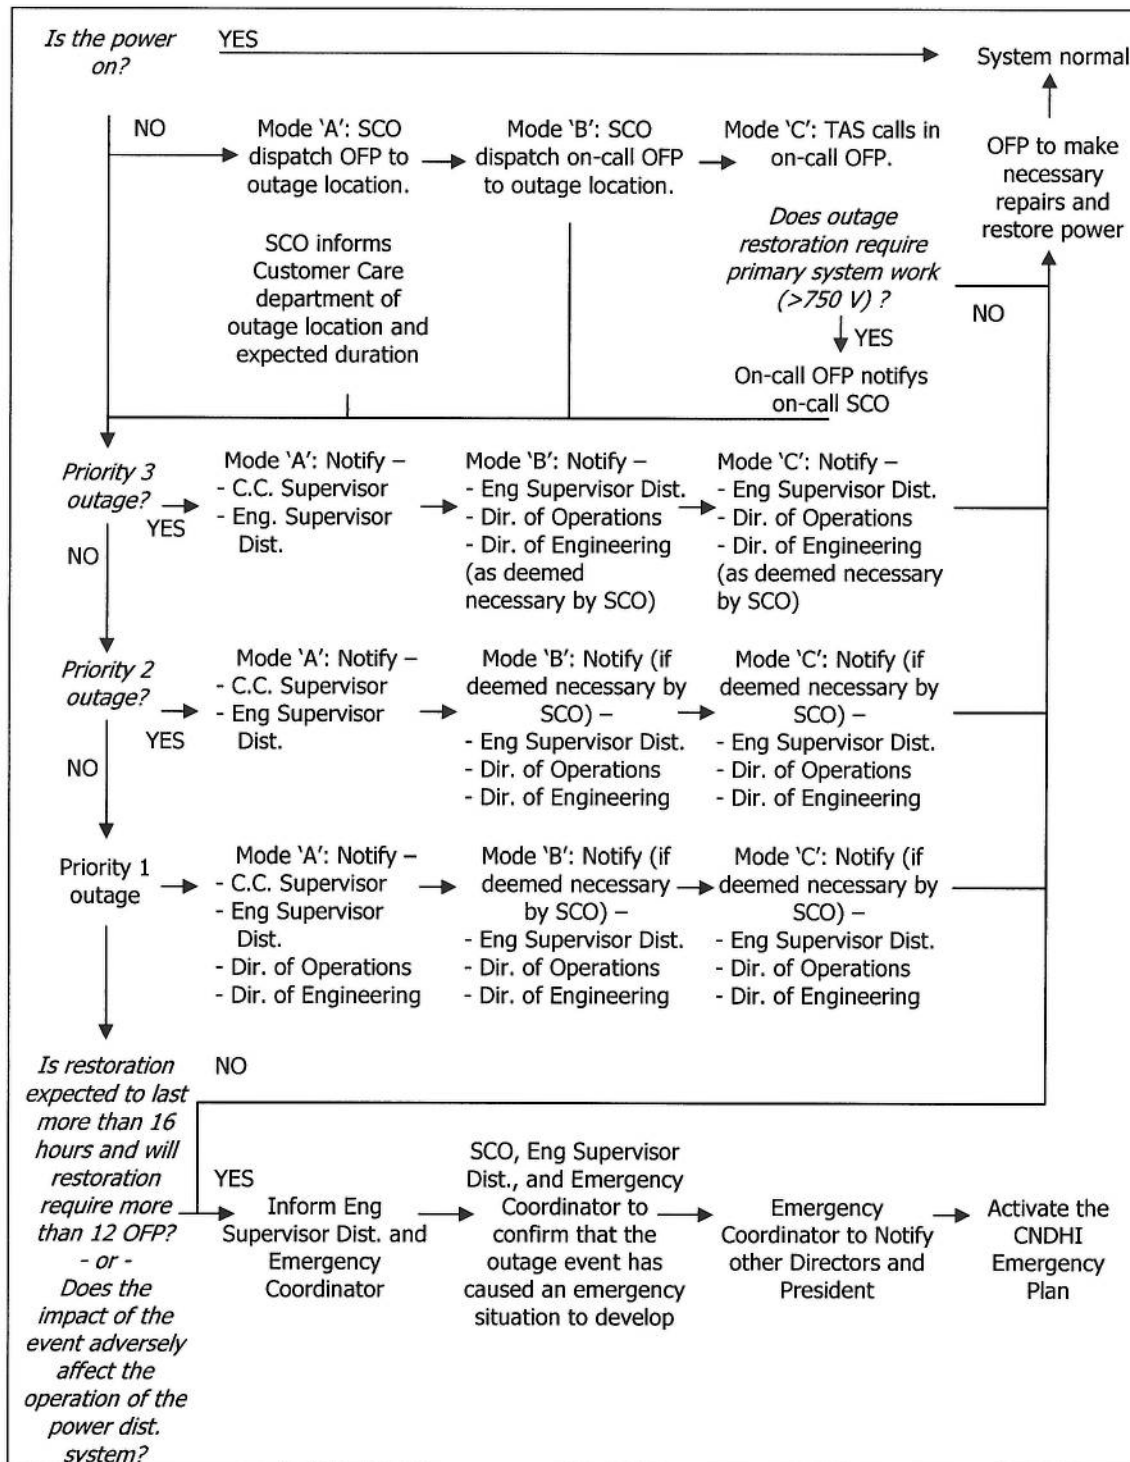 Is the power
on?
YES
System normal
NO
Mode 'A': SCO
dispatch OFP to
outage location.
Mode 'B': SCO
dispatch on-call OFP
to outage location.
Mode 'C': TAS calls in
on-call OFP.
OFP to make
necessary
repairs and
restore power
SCO informs
Customer Care
department of
outage location and
expected duration
Does outage
restoration require
primary system work
(>750 V) ?
NO
YES
On-call OFP notifys
on-call SCO
Priority 3
outage?
YES
NO
Mode 'A': Notify –
- C.C. Supervisor
- Eng. Supervisor
Dist.
Mode 'B': Notify –
- Eng Supervisor Dist.
- Dir. of Operations
- Dir. of Engineering
(as deemed
necessary by SCO)
Mode 'C': Notify –
- Eng Supervisor Dist.
- Dir. of Operations
- Dir. of Engineering
(as deemed necessary
by SCO)
Priority 2
outage?
YES
NO
Mode 'A': Notify –
- C.C. Supervisor
- Eng Supervisor
Dist.
Mode 'B': Notify (if
deemed necessary by
SCO) –
- Eng Supervisor Dist.
- Dir. of Operations
- Dir. of Engineering
Mode 'C': Notify (if
deemed necessary by
SCO) –
- Eng Supervisor Dist.
- Dir. of Operations
- Dir. of Engineering
Priority 1
outage
Mode 'A': Notify –
- C.C. Supervisor
- Eng Supervisor
Dist.
- Dir. of Operations
- Dir. of Engineering
Mode 'B': Notify (if
deemed necessary
by SCO) –
- Eng Supervisor Dist.
- Dir. of Operations
- Dir. of Engineering
Mode 'C': Notify (if
deemed necessary by
SCO) –
- Eng Supervisor Dist.
- Dir. of Operations
- Dir. of Engineering
Is restoration
expected to last
more than 16
hours and will
restoration
require more
than 12 OFP?
- or -
Does the
impact of the
event adversely
affect the
operation of the
power dist.
system?
NO
YES
Inform Eng
Supervisor Dist. and
Emergency
Coordinator
SCO, Eng Supervisor
Dist., and Emergency
Coordinator to
confirm that the
outage event has
caused an emergency
situation to develop
Emergency
Coordinator to Notify
other Directors and
President
Activate the
CNDHI
Emergency
Plan